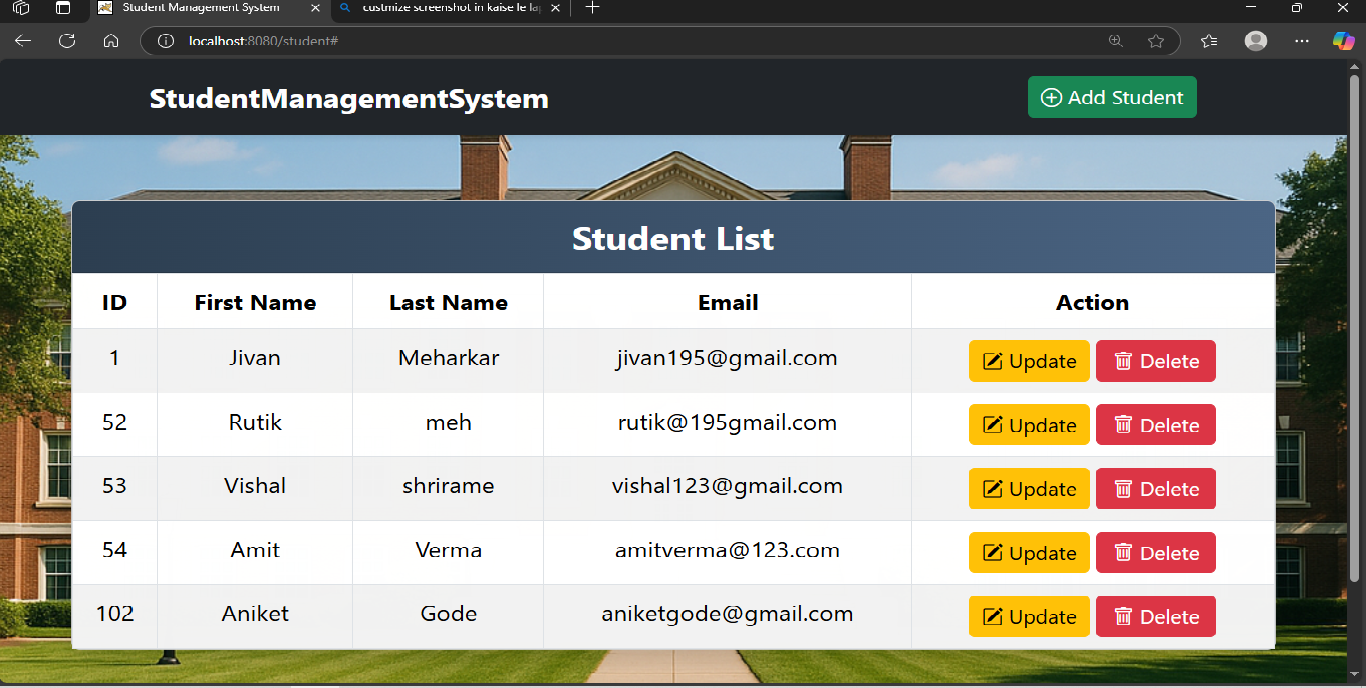 Student Management System
custmize screenshot in kaise le la
localhost:8080/student#
StudentManagementSystem
Add Student
Student List
ID First Name Last Name Email Action
1 Jivan Meharkar jivan195@gmail.com Update Delete
52 Rutik meh rutik@195gmail.com Update Delete
53 Vishal shrirame vishal123@gmail.com Update Delete
54 Amit Verma amitverma@123.com Update Delete
102 Aniket Gode aniketgode@gmail.com Update Delete